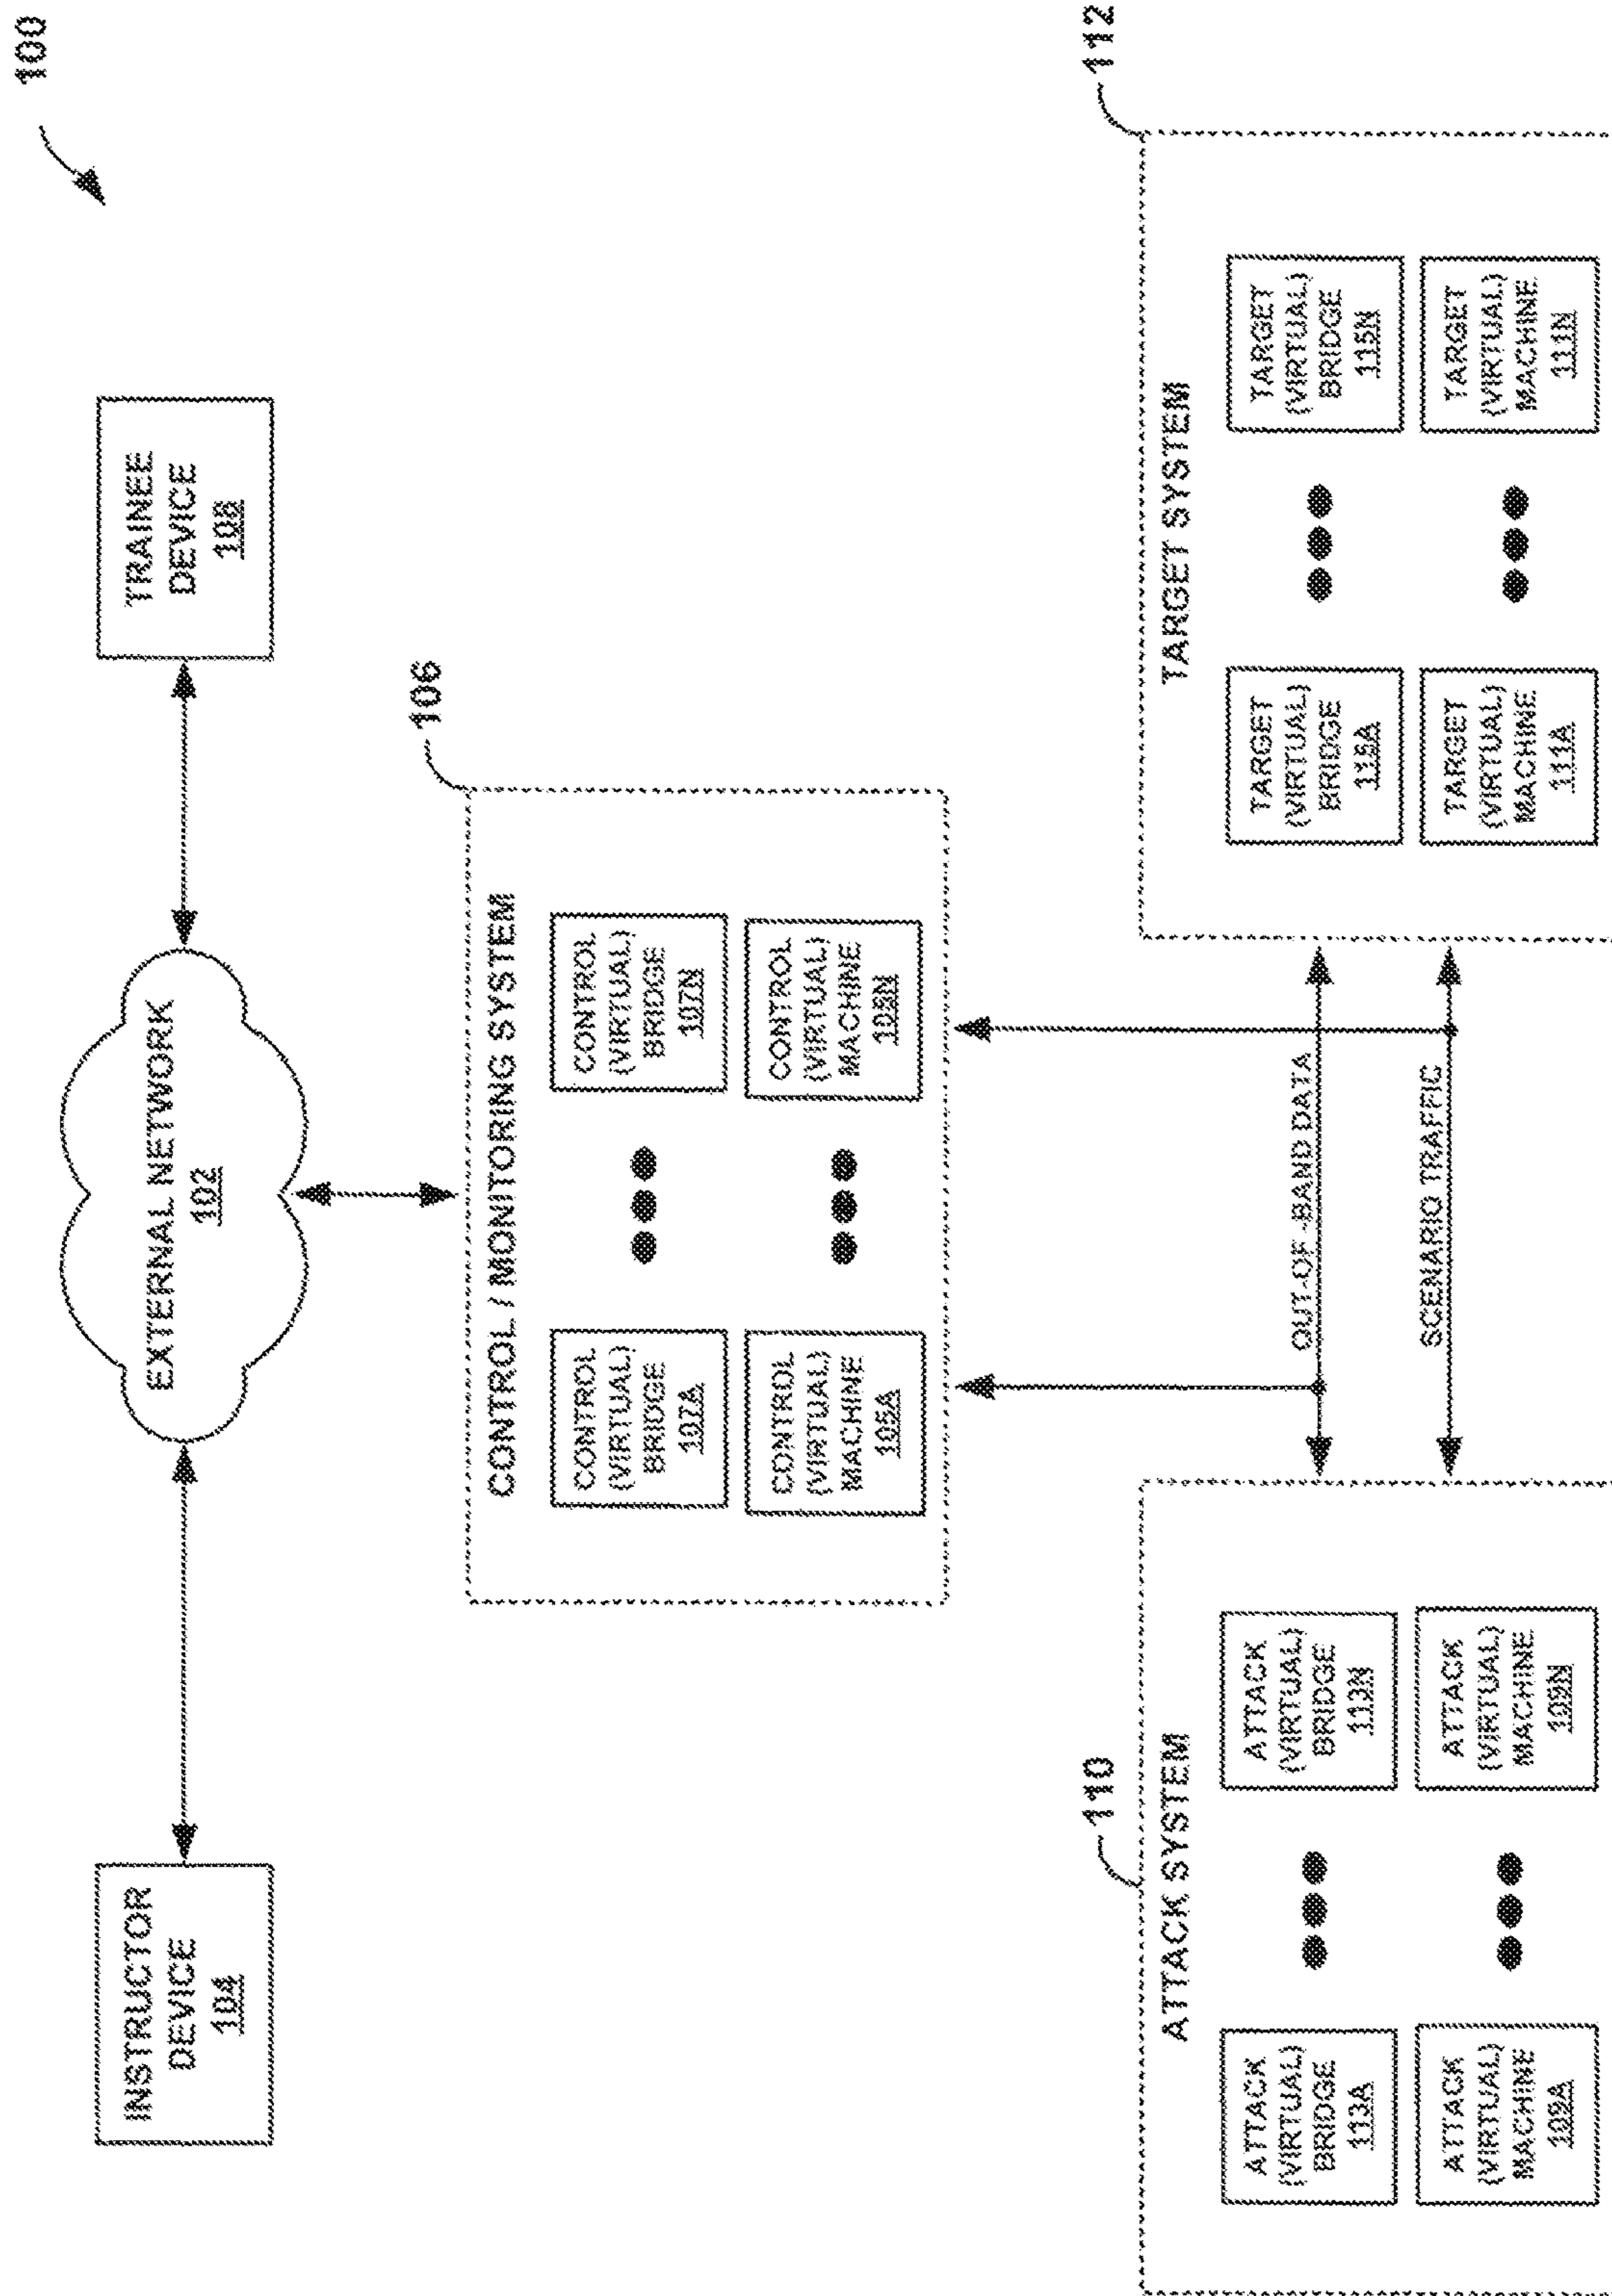 100
INSTRUCTOR
DEVICE
104
EXTERNAL NETWORK
102
TRAINEE
DEVICE
108
106
CONTROL / MONITORING SYSTEM
CONTROL
(VIRTUAL)
BRIDGE
107A
CONTROL
(VIRTUAL)
BRIDGE
107N
CONTROL
(VIRTUAL)
MACHINE
105A
CONTROL
(VIRTUAL)
MACHINE
105N
110
ATTACK SYSTEM
ATTACK
(VIRTUAL)
BRIDGE
113A
ATTACK
(VIRTUAL)
BRIDGE
113N
ATTACK
(VIRTUAL)
MACHINE
109A
ATTACK
(VIRTUAL)
MACHINE
109N
OUT-OF -BAND DATA
SCENARIO TRAFFIC
112
TARGET SYSTEM
TARGET
(VIRTUAL)
BRIDGE
115A
TARGET
(VIRTUAL)
BRIDGE
115N
TARGET
(VIRTUAL)
MACHINE
111A
TARGET
(VIRTUAL)
MACHINE
111N